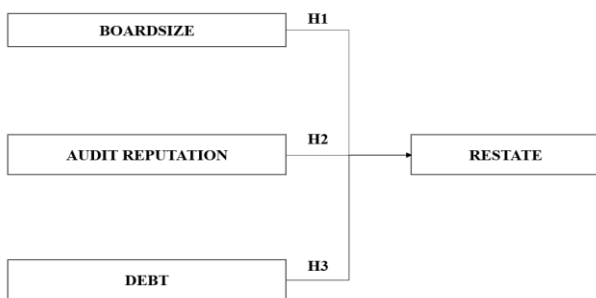 H1
BOARDSIZE
H2
AUDIT REPUTATION
RESTATE
H3
DEBT